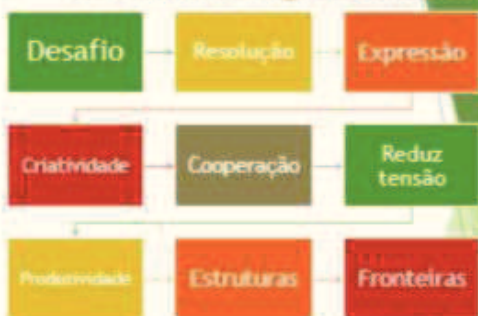 Desafio
Resolução
Expressão
Criatividade
Cooperação
Reduz
tensão
Produtividade
Estruturas
Fronteiras